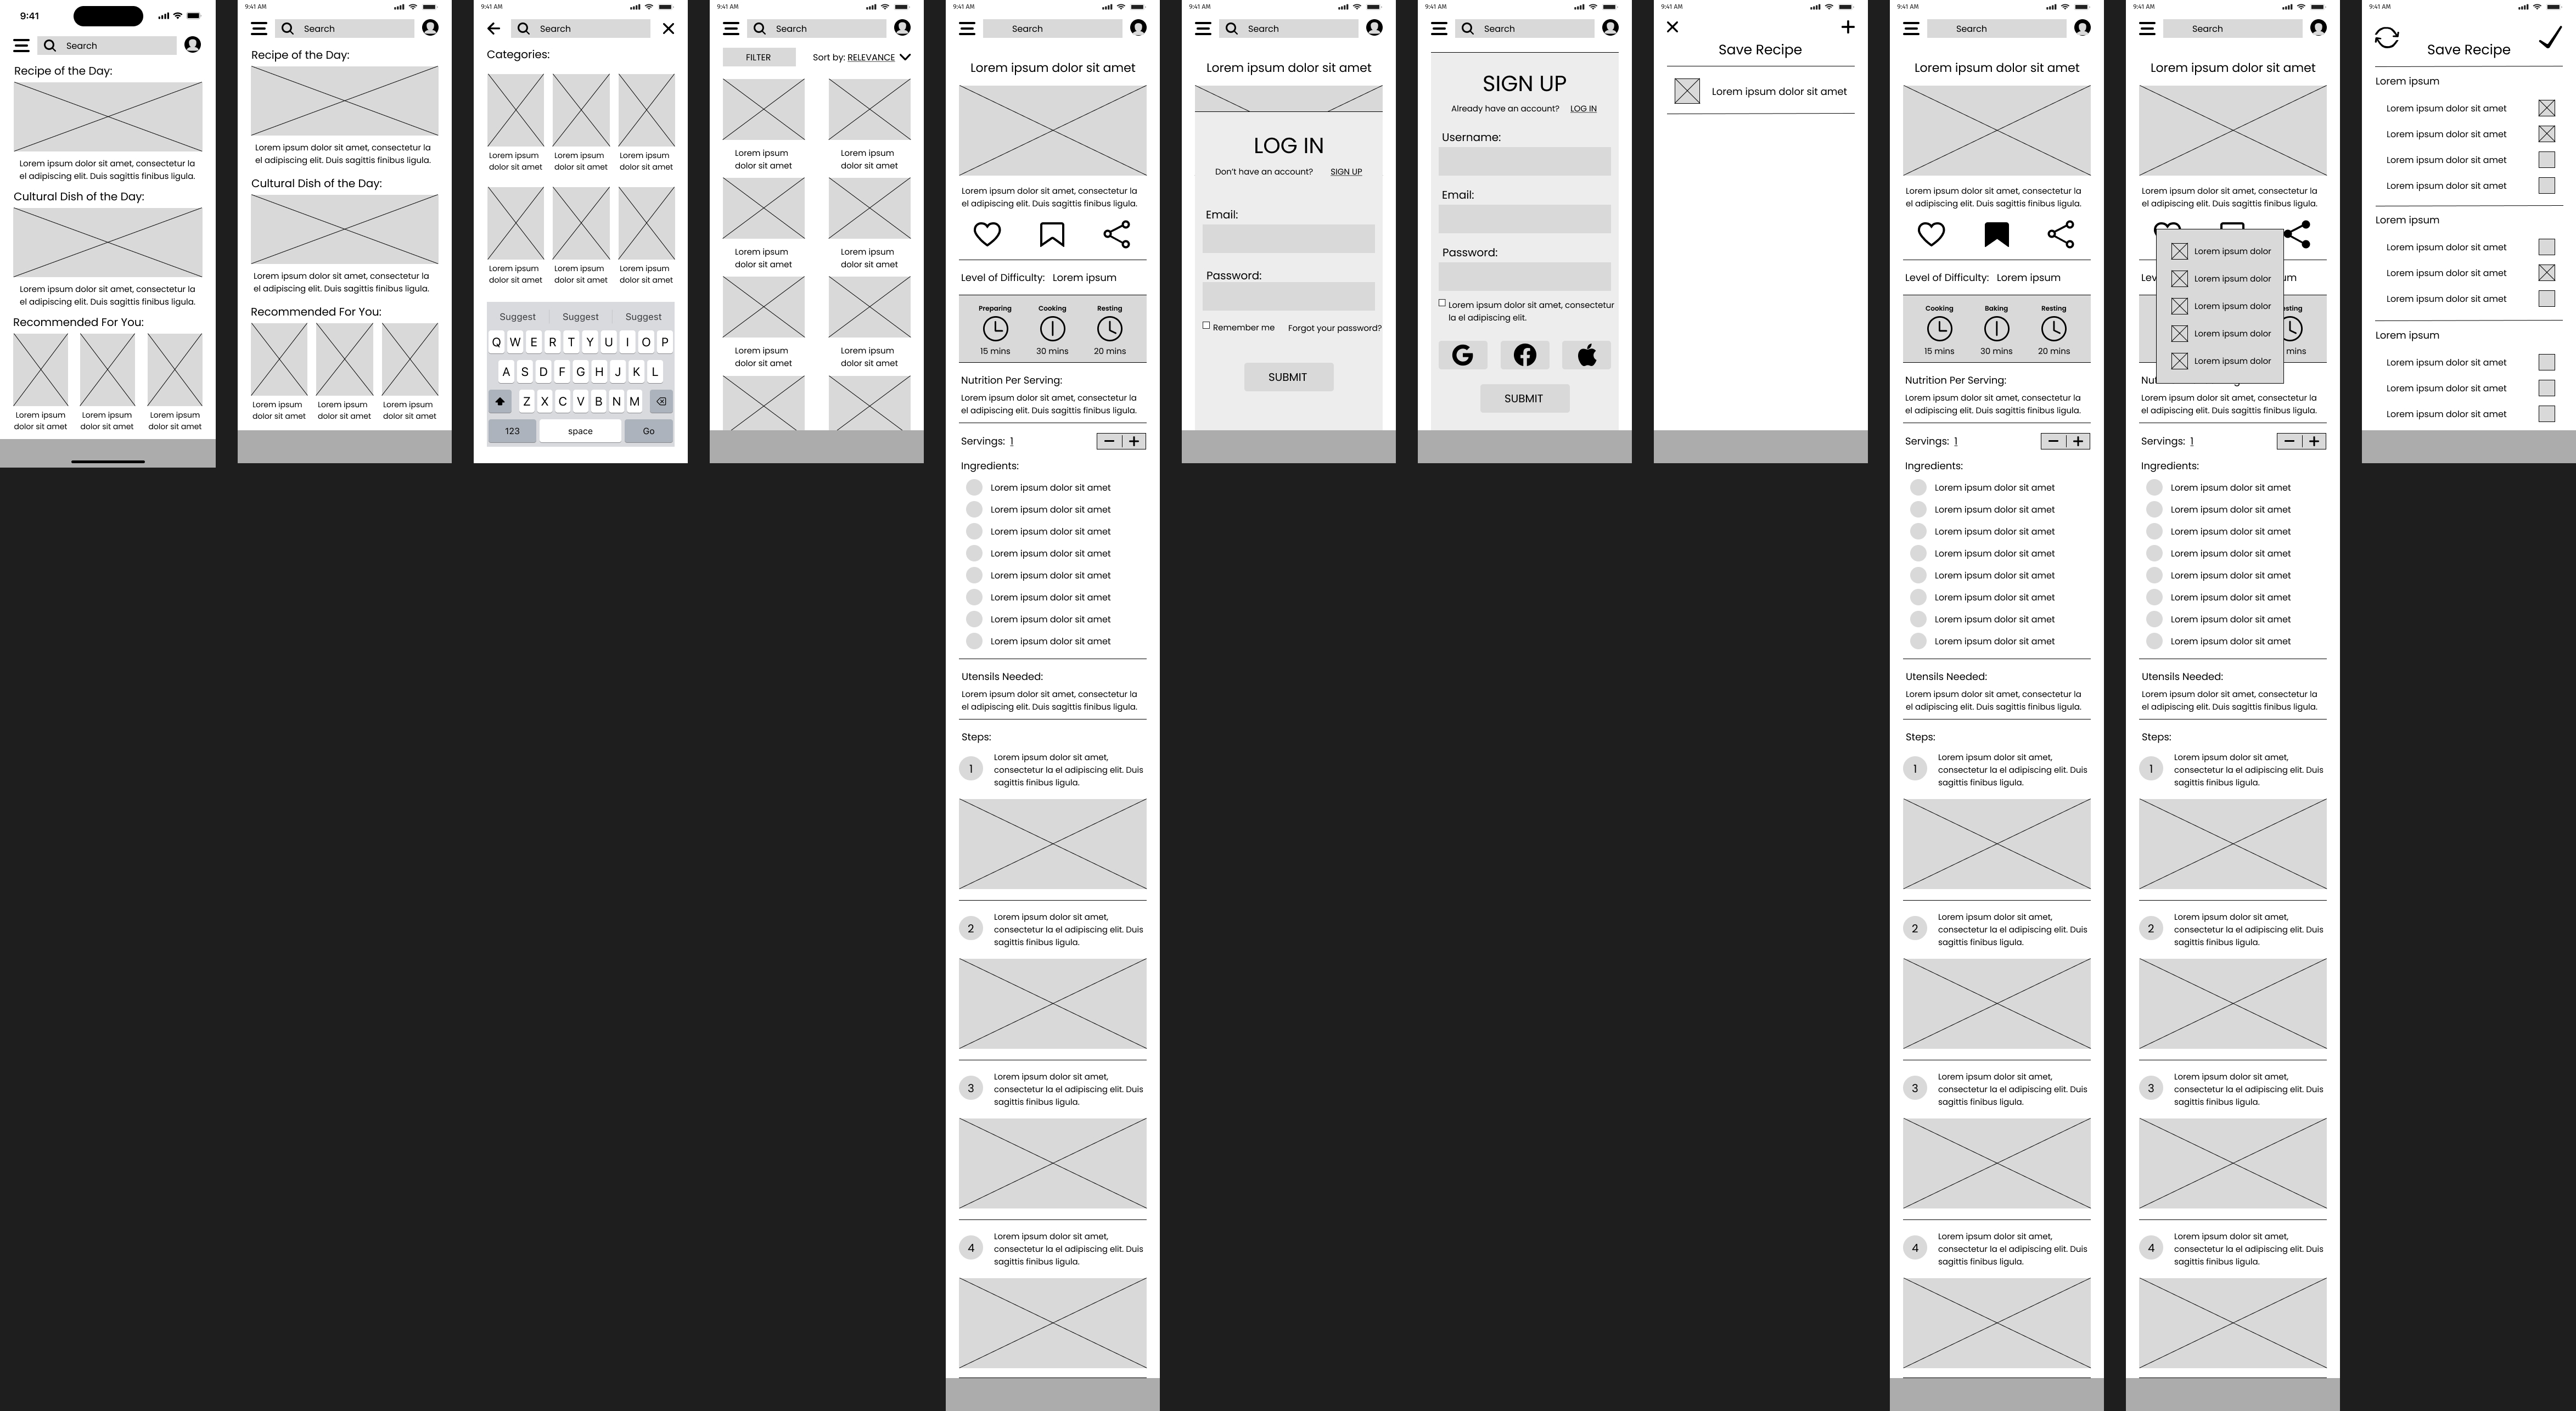 9:41
Search
Recipe of the Day:
Lorem ipsum dolor sit amet, consectetur la
el adipiscing elit. Duis sagittis finibus ligula.
Cultural Dish of the Day:
Lorem ipsum dolor sit amet, consectetur la
el adipiscing elit. Duis sagittis finibus ligula.
Recommended For You:
Lorem ipsum Lorem ipsum Lorem ipsum
dolor sit amet dolor sit amet dolor sit amet
9:41 AM
Search
Recipe of the Day:
Lorem ipsum dolor sit amet, consectetur la
el adipiscing elit. Duis sagittis finibus ligula.
Cultural Dish of the Day:
Lorem ipsum dolor sit amet, consectetur la
el adipiscing elit. Duis sagittis finibus ligula.
Recommended For You:
Lorem ipsum Lorem ipsum Lorem ipsum
dolor sit amet dolor sit amet dolor sit amet
9:41 AM
Search
Categories:
Lorem ipsum Lorem ipsum Lorem ipsum
dolor sit amet dolor sit amet dolor sit amet
Lorem ipsum Lorem ipsum Lorem ipsum
dolor sit amet dolor sit amet dolor sit amet
Suggest Suggest Suggest
Q W E R T Y U I O P
A S D F G H J K L
Z X C V B N M
123 space Go
9:41 AM
Search
FILTER Sort by: RELEVANCE
Lorem ipsum Lorem ipsum
dolor sit amet dolor sit amet
Lorem ipsum Lorem ipsum
dolor sit amet dolor sit amet
Lorem ipsum Lorem ipsum
dolor sit amet dolor sit amet
9:41 AM
Search
Lorem ipsum dolor sit amet
Lorem ipsum dolor sit amet, consectetur la
el adipiscing elit. Duis sagittis finibus ligula.
Level of Difficulty: Lorem ipsum
Preparing Cooking Resting
15 mins 30 mins 20 mins
Nutrition Per Serving:
Lorem ipsum dolor sit amet, consectetur la
el adipiscing elit. Duis sagittis finibus ligula.
Servings: 1
Ingredients:
Lorem ipsum dolor sit amet
Lorem ipsum dolor sit amet
Lorem ipsum dolor sit amet
Lorem ipsum dolor sit amet
Lorem ipsum dolor sit amet
Lorem ipsum dolor sit amet
Lorem ipsum dolor sit amet
Lorem ipsum dolor sit amet
Utensils Needed:
Lorem ipsum dolor sit amet, consectetur la
el adipiscing elit. Duis sagittis finibus ligula.
Steps:
1
Lorem ipsum dolor sit amet,
consectetur la el adipiscing elit. Duis
sagittis finibus ligula.
2
Lorem ipsum dolor sit amet,
consectetur la el adipiscing elit. Duis
sagittis finibus ligula.
3
Lorem ipsum dolor sit amet,
consectetur la el adipiscing elit. Duis
sagittis finibus ligula.
4
Lorem ipsum dolor sit amet,
consectetur la el adipiscing elit. Duis
sagittis finibus ligula.
9:41 AM
Search
Lorem ipsum dolor sit amet
LOG IN
Don't have an account? SIGN UP
Email:
Password:
Remember me Forgot your password?
SUBMIT
9:41 AM
Search
SIGN UP
Already have an account? LOG IN
Username:
Email:
Password:
Lorem ipsum dolor sit amet, consectetur
la el adipiscing elit.
SUBMIT
9:41 AM
Save Recipe
Lorem ipsum dolor sit amet
9:41 AM
Search
Lorem ipsum dolor sit amet
Lorem ipsum dolor sit amet, consectetur la
el adipiscing elit. Duis sagittis finibus ligula.
Level of Difficulty: Lorem ipsum
Cooking Baking Resting
15 mins 30 mins 20 mins
Nutrition Per Serving:
Lorem ipsum dolor sit amet, consectetur la
el adipiscing elit. Duis sagittis finibus ligula.
Servings: 1
Ingredients:
Lorem ipsum dolor sit amet
Lorem ipsum dolor sit amet
Lorem ipsum dolor sit amet
Lorem ipsum dolor sit amet
Lorem ipsum dolor sit amet
Lorem ipsum dolor sit amet
Lorem ipsum dolor sit amet
Lorem ipsum dolor sit amet
Utensils Needed:
Lorem ipsum dolor sit amet, consectetur la
el adipiscing elit. Duis sagittis finibus ligula.
Steps:
1
Lorem ipsum dolor sit amet,
consectetur la el adipiscing elit. Duis
sagittis finibus ligula.
2
Lorem ipsum dolor sit amet,
consectetur la el adipiscing elit. Duis
sagittis finibus ligula.
3
Lorem ipsum dolor sit amet,
consectetur la el adipiscing elit. Duis
sagittis finibus ligula.
4
Lorem ipsum dolor sit amet,
consectetur la el adipiscing elit. Duis
sagittis finibus ligula.
9:41 AM
Search
Lorem ipsum dolor sit amet
Lorem ipsum dolor sit amet, consectetur la
el adipiscing elit. Duis sagittis finibus ligula.
Lorem ipsum dolor
Lorem ipsum dolor
Lorem ipsum dolor
Lorem ipsum dolor
Lorem ipsum dolor
mins
Lorem ipsum dolor sit amet, consectetur la
el adipiscing elit. Duis sagittis finibus ligula.
Servings: 1
Ingredients:
Lorem ipsum dolor sit amet
Lorem ipsum dolor sit amet
Lorem ipsum dolor sit amet
Lorem ipsum dolor sit amet
Lorem ipsum dolor sit amet
Lorem ipsum dolor sit amet
Lorem ipsum dolor sit amet
Lorem ipsum dolor sit amet
Utensils Needed:
Lorem ipsum dolor sit amet, consectetur la
el adipiscing elit. Duis sagittis finibus ligula.
Steps:
1
Lorem ipsum dolor sit amet,
consectetur la el adipiscing elit. Duis
sagittis finibus ligula.
2
Lorem ipsum dolor sit amet,
consectetur la el adipiscing elit. Duis
sagittis finibus ligula.
3
Lorem ipsum dolor sit amet,
consectetur la el adipiscing elit. Duis
sagittis finibus ligula.
4
Lorem ipsum dolor sit amet,
consectetur la el adipiscing elit. Duis
sagittis finibus ligula.
9:41 AM
Save Recipe
Lorem ipsum
Lorem ipsum dolor sit amet
Lorem ipsum dolor sit amet
Lorem ipsum dolor sit amet
Lorem ipsum dolor sit amet
Lorem ipsum
Lorem ipsum dolor sit amet
Lorem ipsum dolor sit amet
Lorem ipsum dolor sit amet
Lorem ipsum
Lorem ipsum dolor sit amet
Lorem ipsum dolor sit amet
Lorem ipsum dolor sit amet